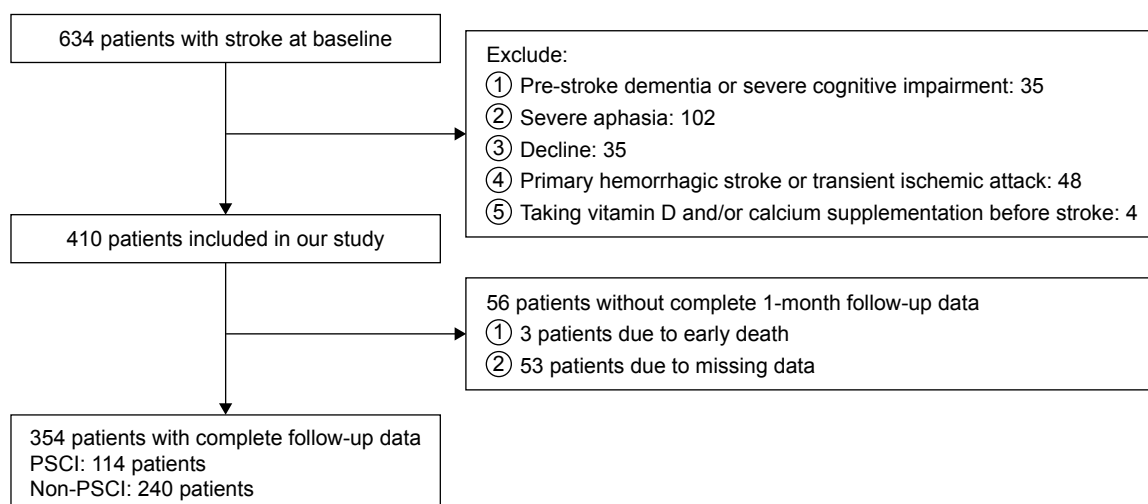 634 patients with stroke at baseline
Exclude:
① Pre-stroke dementia or severe cognitive impairment: 35
② Severe aphasia: 102
③ Decline: 35
④ Primary hemorrhagic stroke or transient ischemic attack: 48
⑤ Taking vitamin D and/or calcium supplementation before stroke: 4
410 patients included in our study
56 patients without complete 1-month follow-up data
① 3 patients due to early death
② 53 patients due to missing data
354 patients with complete follow-up data
PSCI: 114 patients
Non-PSCI: 240 patients